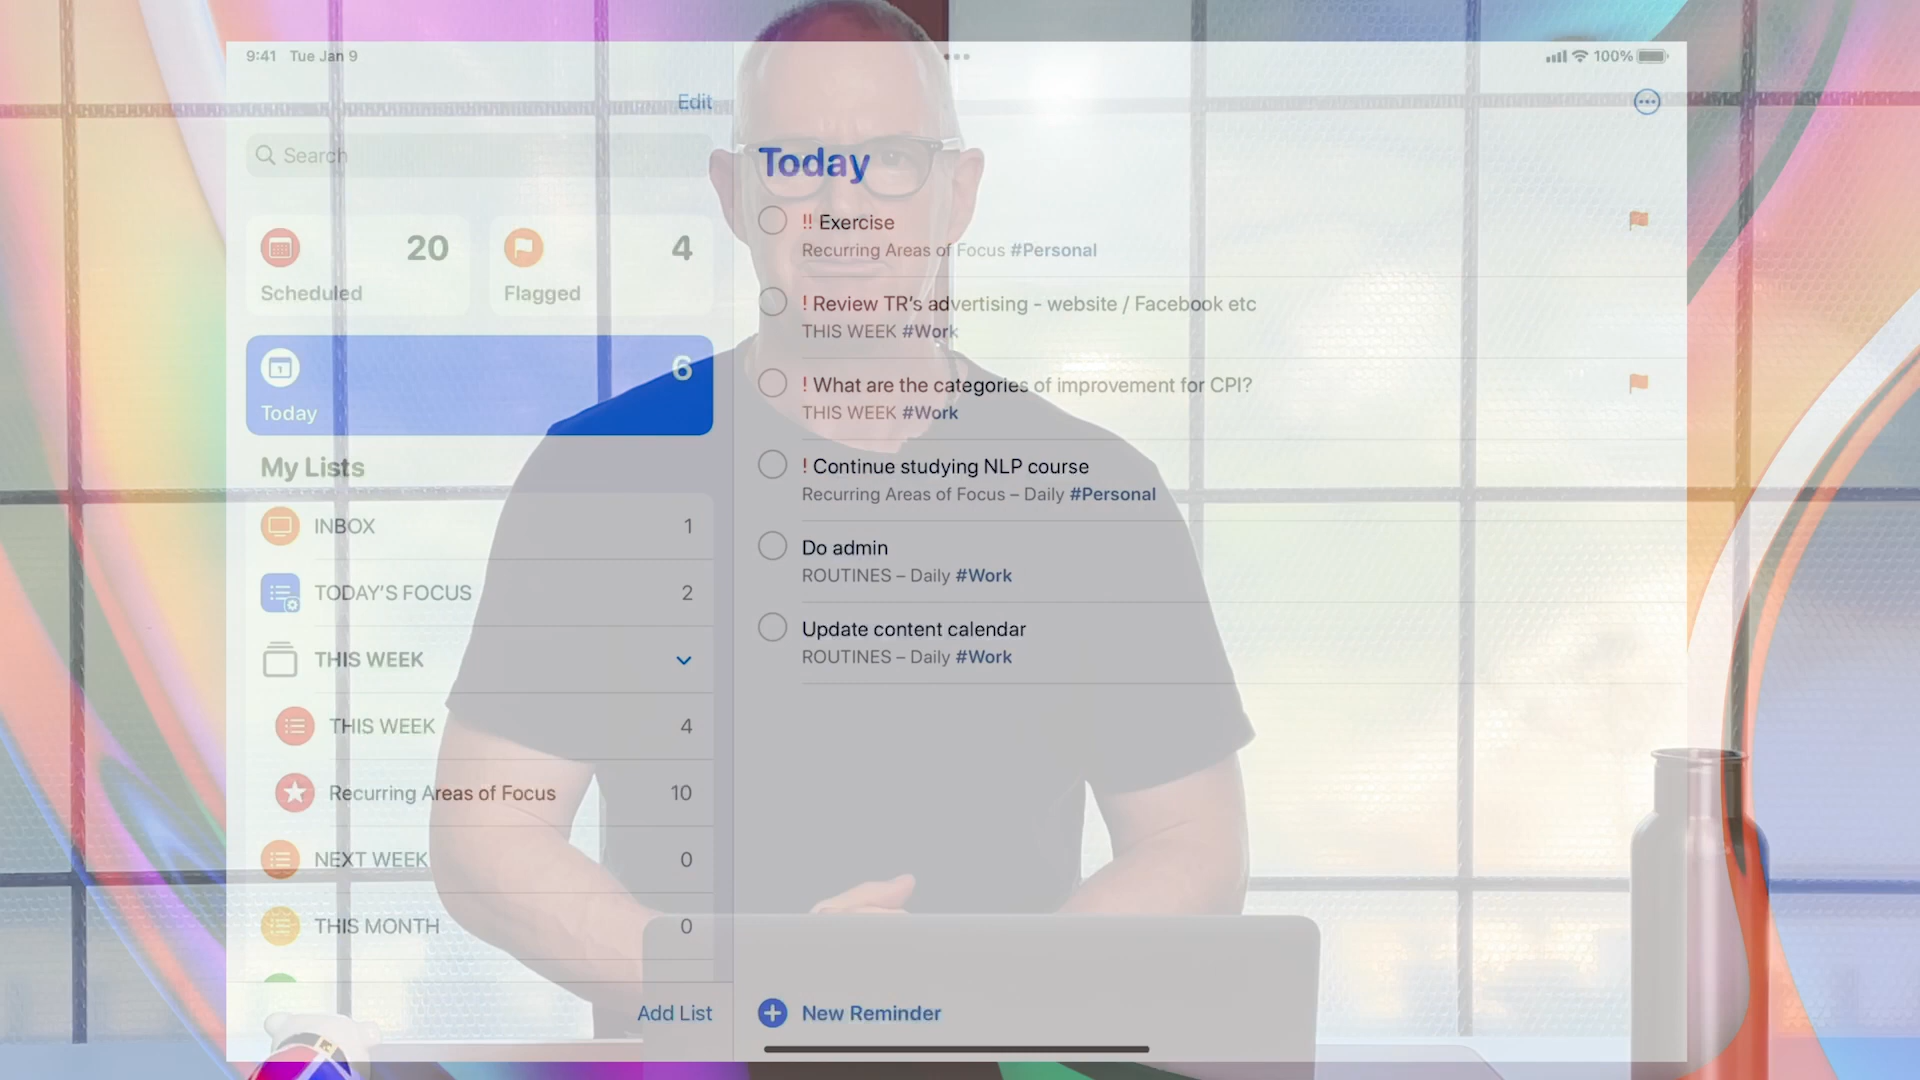 9:41 Tue Jan 9
100%
Edit
Search
20
Scheduled
4
Flagged
6
Today
My Lists
INBOX 1
TODAY'S FOCUS 2
THIS WEEK
THIS WEEK 4
Recurring Areas of Focus 10
NEXT WEEK 0
THIS MONTH 0
Add List
Today
!! Exercise
Recurring Areas of Focus #Personal
! Review TR's advertising - website / Facebook etc
THIS WEEK #Work
! What are the categories of improvement for CPI?
THIS WEEK #Work
! Continue studying NLP course
Recurring Areas of Focus – Daily #Personal
Do admin
ROUTINES – Daily #Work
Update content calendar
ROUTINES – Daily #Work
New Reminder